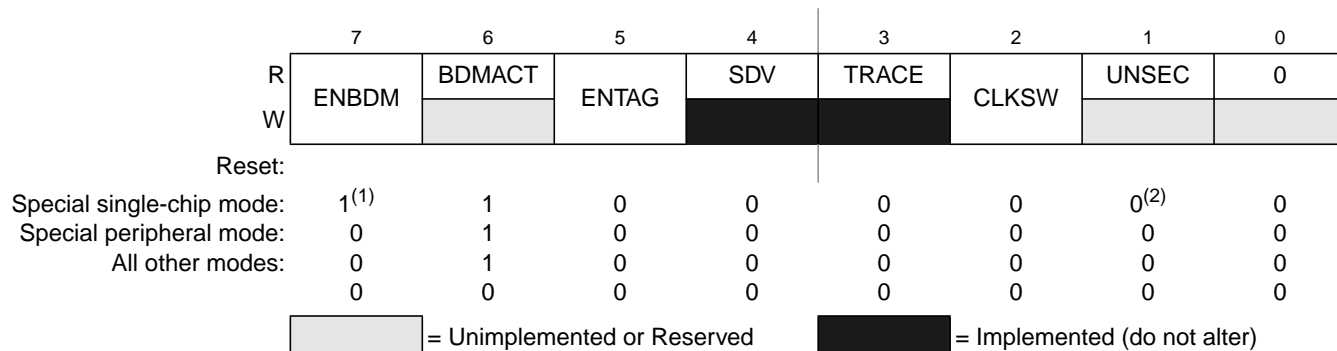 7 6 5 4 3 2 1 0
R ENBDM BDMACT ENTAG SDV TRACE CLKSW UNSEC 0
W
Reset:
Special single-chip mode: 1(1) 1 0 0 0 0 0(2) 0
Special peripheral mode: 0 1 0 0 0 0 0 0
All other modes: 0 1 0 0 0 0 0 0
0 0 0 0 0 0 0 0
= Unimplemented or Reserved = Implemented (do not alter)